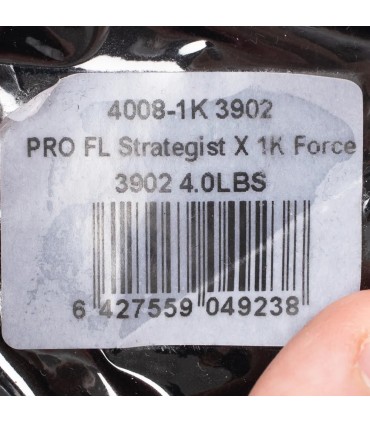 4008-1K 3902
PRO FL Strategist X 1K Force
3902 4.0LBS
6 427559 049238